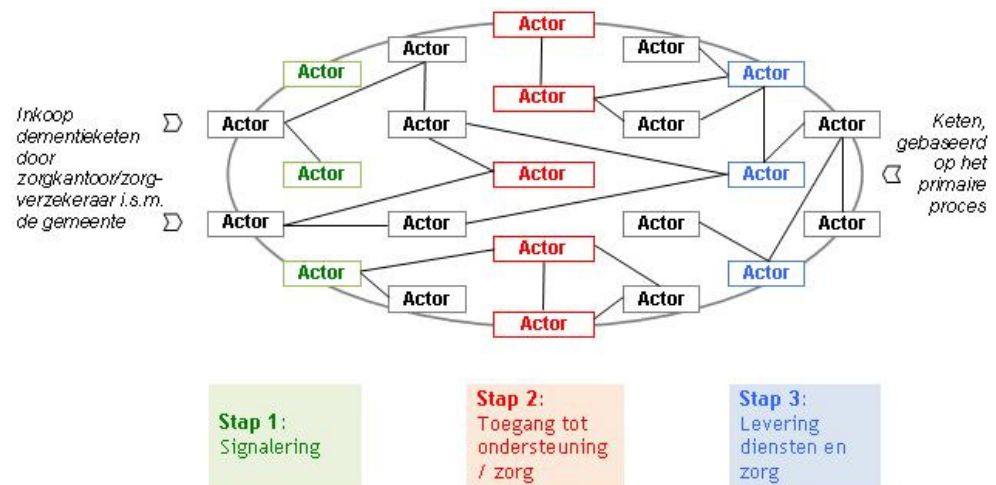 Actor
Actor
Actor
Actor
Actor
Actor
Inkoop
dementieketen
door
zorgkantoor/zorg-
verzekeraar i.s.m.
de gemeente
Actor
Actor
Actor
Actor
Keten,
gebaseerd
op het
primaire
proces
Actor
Actor
Actor
Actor
Actor
Actor
Actor
Actor
Actor
Actor
Actor
Actor
Actor
Stap 1:
Signalering
Stap 2:
Toegang tot
ondersteuning
/ zorg
Stap 3:
Levering
diensten en
zorg